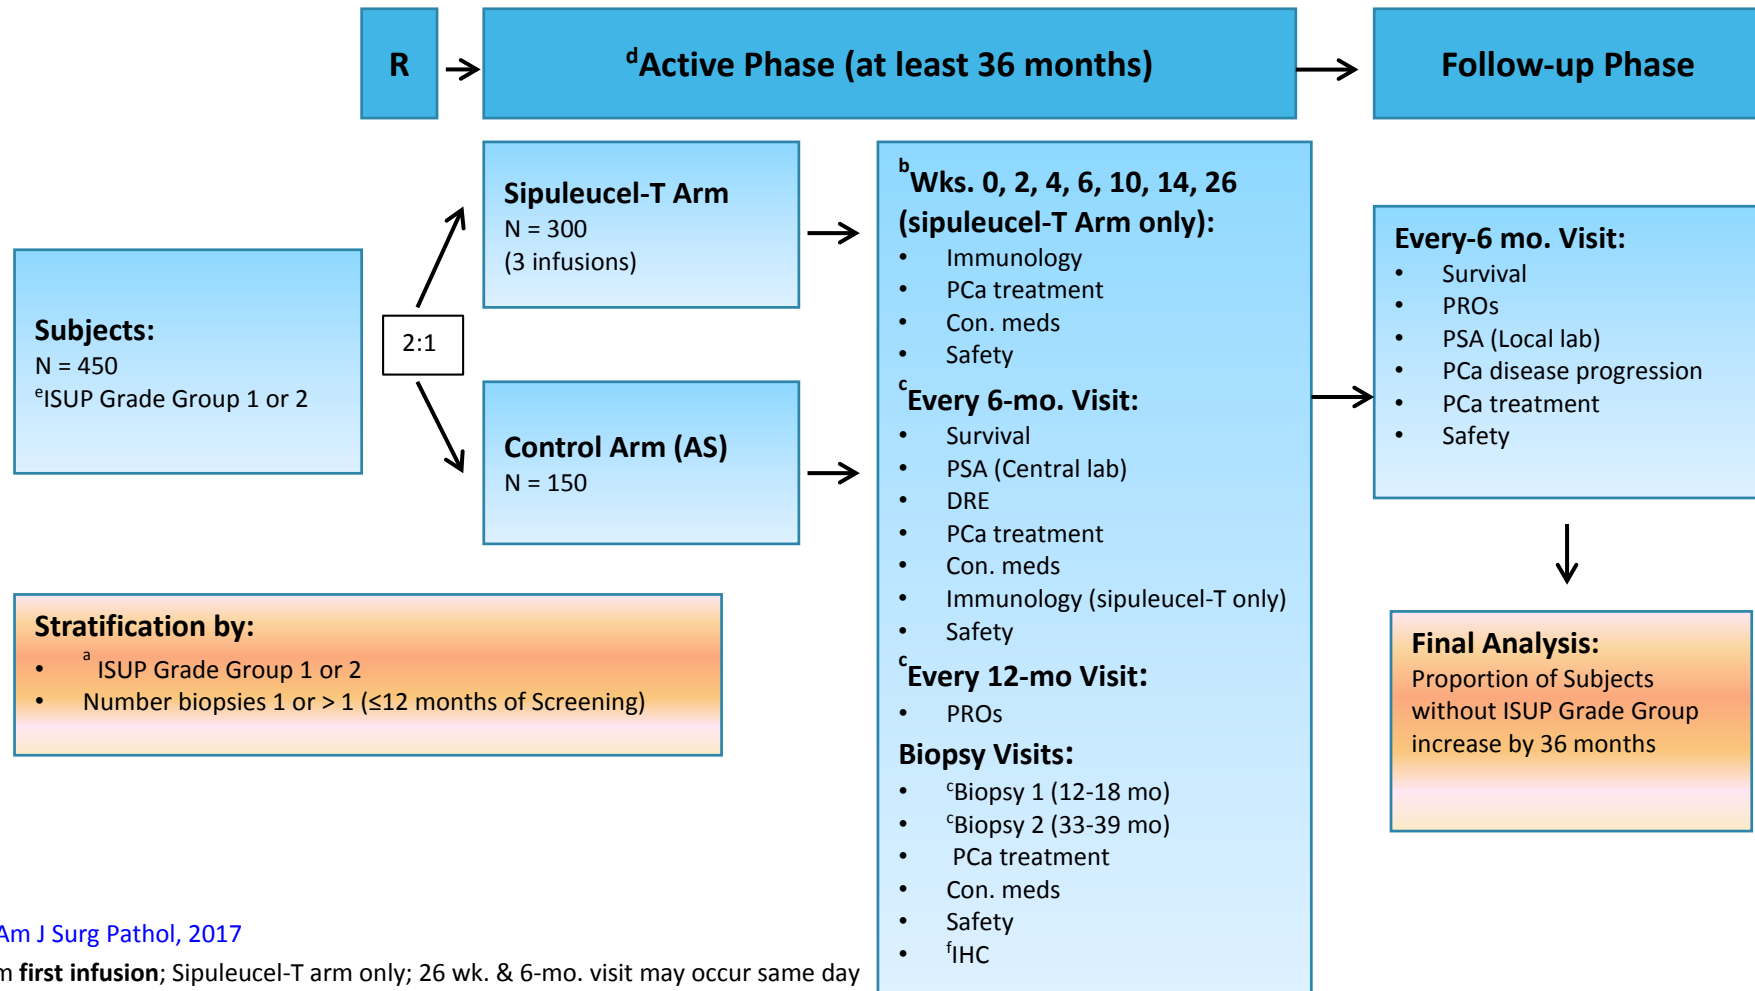 R
ᵈActive Phase (at least 36 months)
Follow-up Phase
Subjects:
N = 450
ᵉISUP Grade Group 1 or 2
2:1
Sipuleucel-T Arm
N = 300
(3 infusions)
Control Arm (AS)
N = 150
Stratification by:
• ᵃ ISUP Grade Group 1 or 2
• Number biopsies 1 or > 1 (≤12 months of Screening)
ᵇWks. 0, 2, 4, 6, 10, 14, 26
(sipuleucel-T Arm only):
• Immunology
• PCa treatment
• Con. meds
• Safety
ᶜEvery 6-mo. Visit:
• Survival
• PSA (Central lab)
• DRE
• PCa treatment
• Con. meds
• Immunology (sipuleucel-T only)
• Safety
ᶜEvery 12-mo Visit:
• PROs
Biopsy Visits:
• ᶜBiopsy 1 (12-18 mo)
• ᶜBiopsy 2 (33-39 mo)
• PCa treatment
• Con. meds
• Safety
• ᶠIHC
Every-6 mo. Visit:
• Survival
• PROs
• PSA (Local lab)
• PCa disease progression
• PCa treatment
• Safety
Final Analysis:
Proportion of Subjects
without ISUP Grade Group
increase by 36 months
Am J Surg Pathol, 2017
m first infusion; Sipuleucel-T arm only; 26 wk. & 6-mo. visit may occur same day